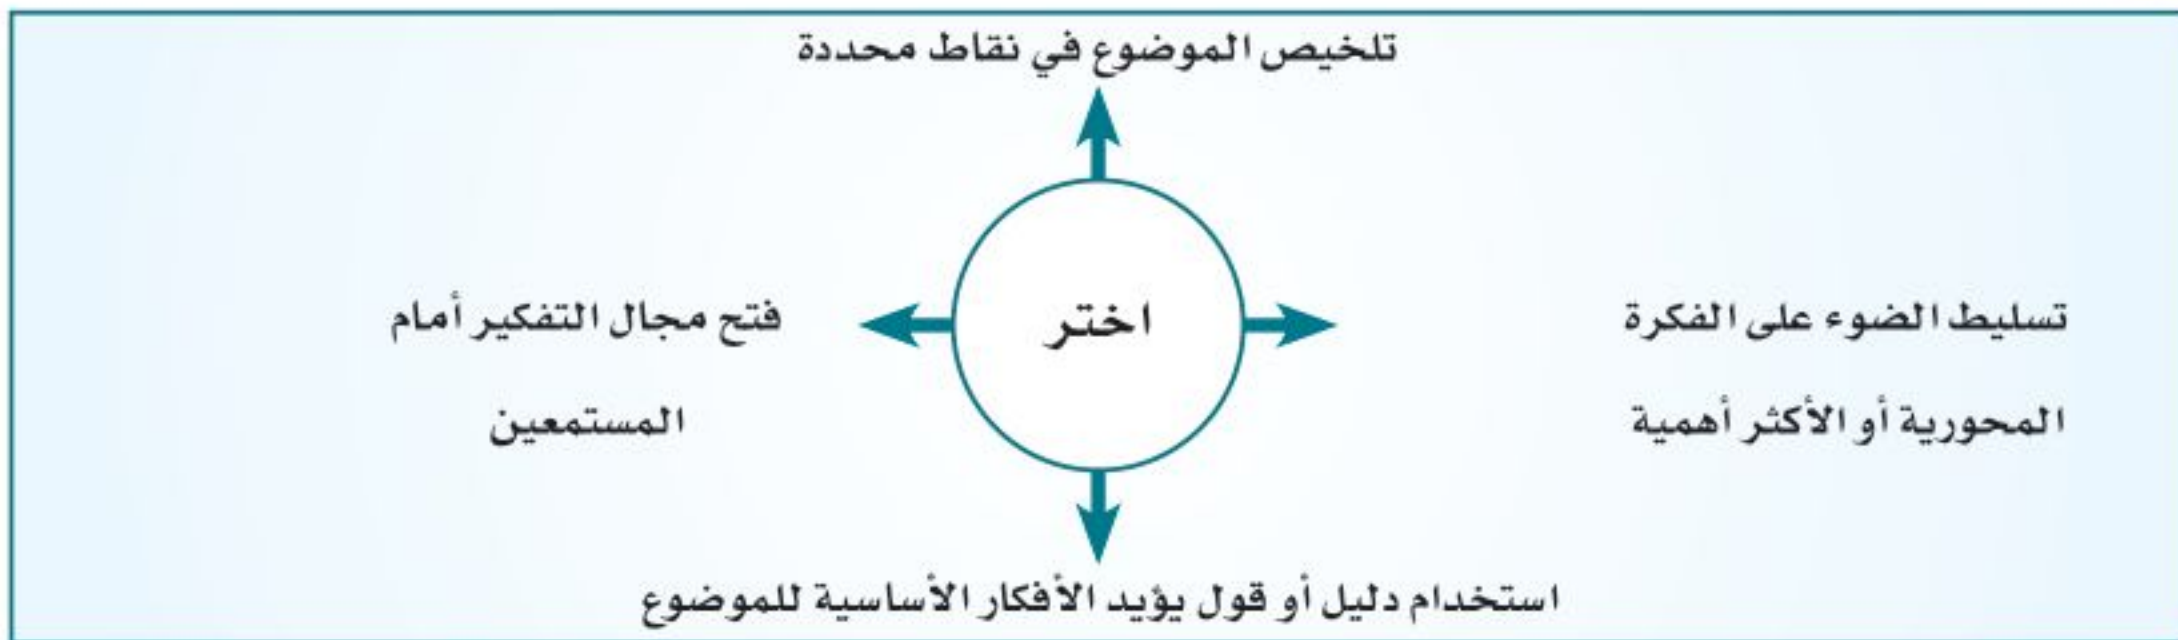 تلخيص الموضوع في نقاط محددة
تسليط الضوء على الفكرة
المحورية أو الأكثر أهمية
اختر
فتح مجال التفكير أمام
المستمعين
استخدام دليل أو قول يؤيد الأفكار الأساسية للموضوع